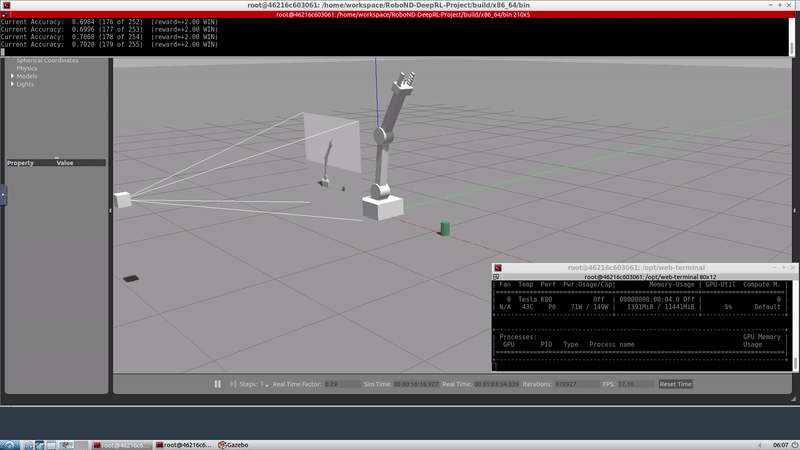 root@46216c603061: /home/workspace/RoboND-DeepRL-Project/build/x86_64/bin
root@46216c603061: /home/workspace/RoboND-DeepRL-Project/build/x86_64/bin 210x5
Current Accuracy: 0.6984 (176 of 252) (reward=+2.00 WIN)
Current Accuracy: 0.6996 (177 of 253) (reward=+2.00 WIN)
Current Accuracy: 0.7008 (178 of 254) (reward=+2.00 WIN)
Current Accuracy: 0.7020 (179 of 255) (reward=+2.00 WIN)
Spherical Coordinates
Physics
Models
Lights
Property Value
root@46216c603061: /opt/web-terminal
root@46216c603061: /opt/web-terminal 80x12
| Fan Temp Perf Pwr:Usage/Cap| Memory-Usage | GPU-Util Compute M. |
| 0 Tesla K80 Off | 00000000:00:04.0 Off | 0 |
| N/A 43C P0 71W / 149W | 1391MiB / 11441MiB | 5% Default |
| Processes: GPU Memory |
| GPU PID Type Process name Usage |
Steps: 1 Real Time Factor: 0.29 Sim Time: 00 00:16:18.927 Real Time: 00 01:03:34.039 Iterations: 978927 FPS: 37.10 Reset Time
root@46216c603... root@46216c6... Gazebo 06:07